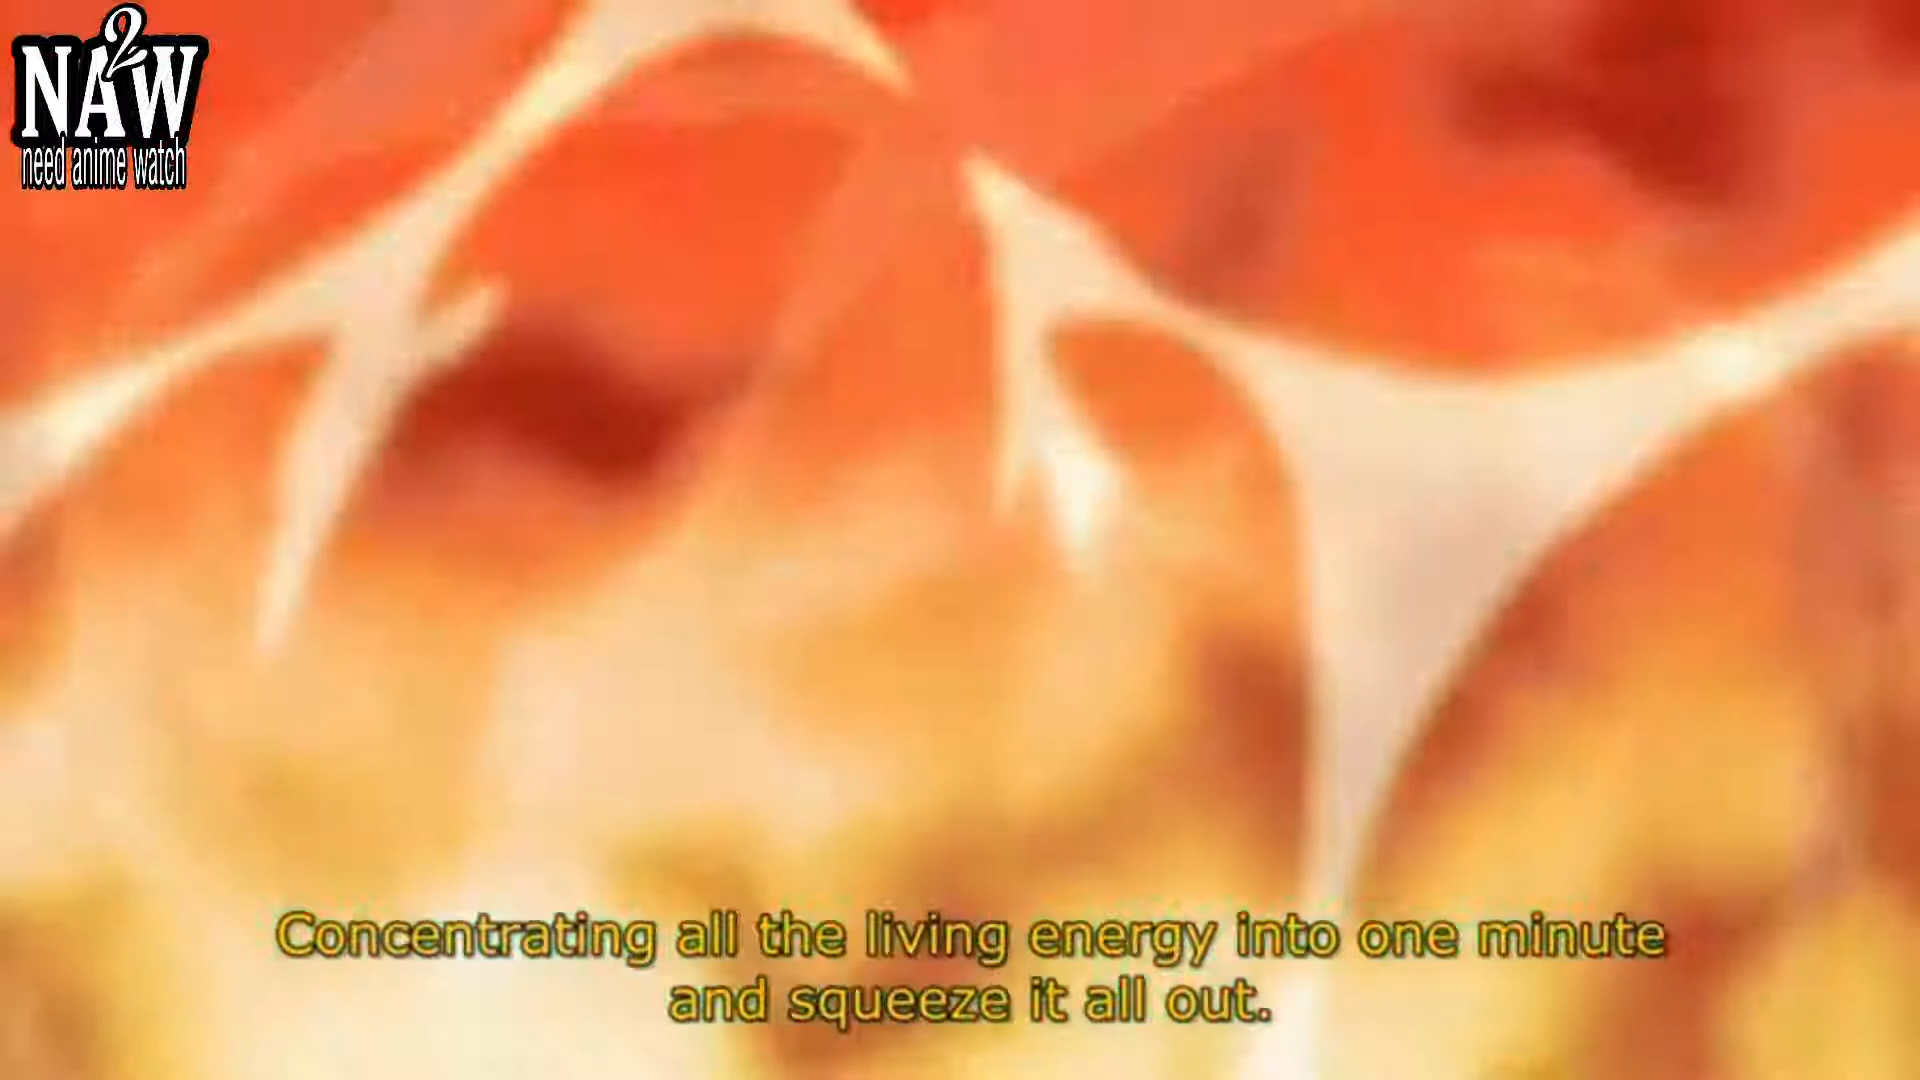 NA2W
need anime watch
Concentrating all the living energy into one minute
and squeeze it all out.